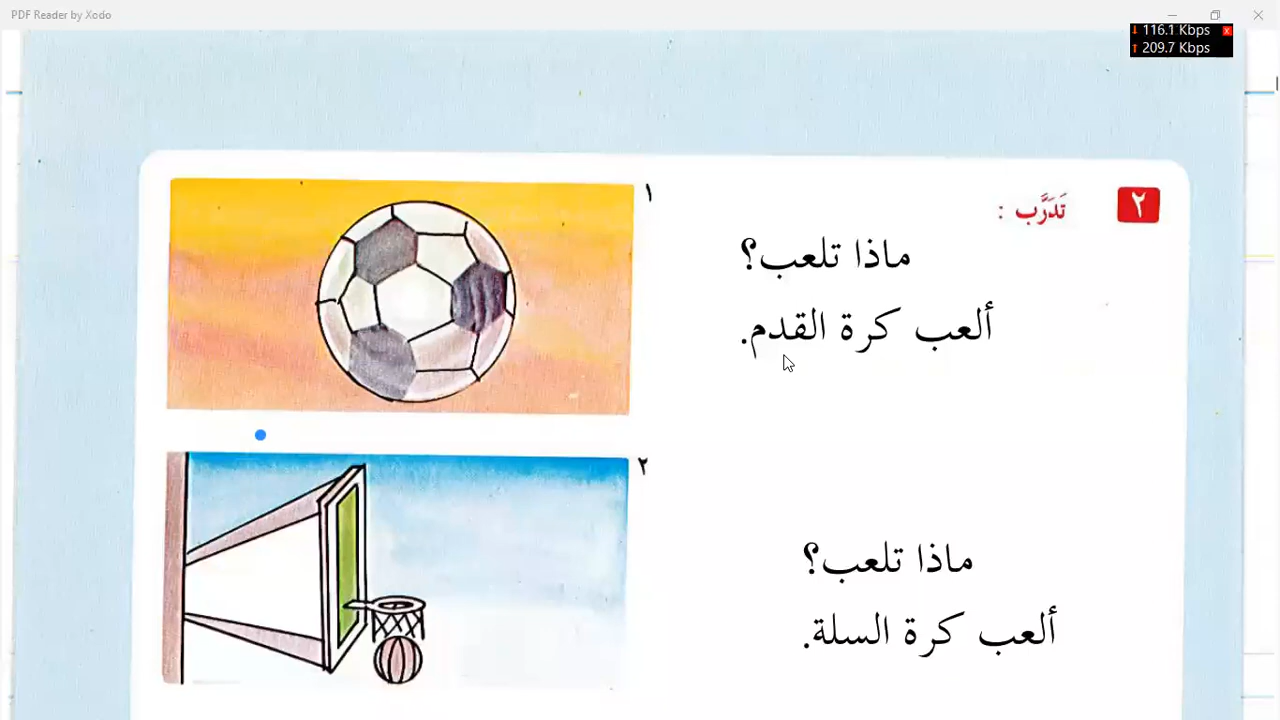 PDF Reader by Xodo
↓ 116.1 Kbps x
↑ 209.7 Kbps
٢ تَدَرَّب :
١
ماذا تلعب؟
ألعب كرة القدم.
٢
ماذا تلعب؟
ألعب كرة السلة.